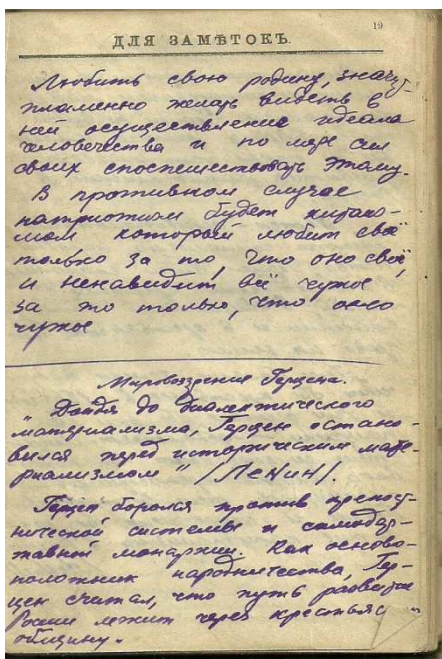 19
ДЛЯ ЗАМѢТОКЪ.
Любить свою родину, значит-
пламенно желать видеть в
ней осуществление идеала
человечества и по мере сил
своих споспешествовать этому.
В противном случае
патриотизм будет китаиз-
мом, который любит своё
только за то, что оно своё,
и ненавидит всё чужое
за то только, что оно
чужое
Мировоззрение Герцена.
„Дойдя до диалектического
материализма, Герцен остано-
вился перед историческим мате-
риализмом" /Ленин/.
Герцен боролся против крепост-
нической системы и самодер-
жавной монархии. Как осново-
положник народничества, Гер-
цен считал, что путь развития
России лежит через крестьянс-
общину.